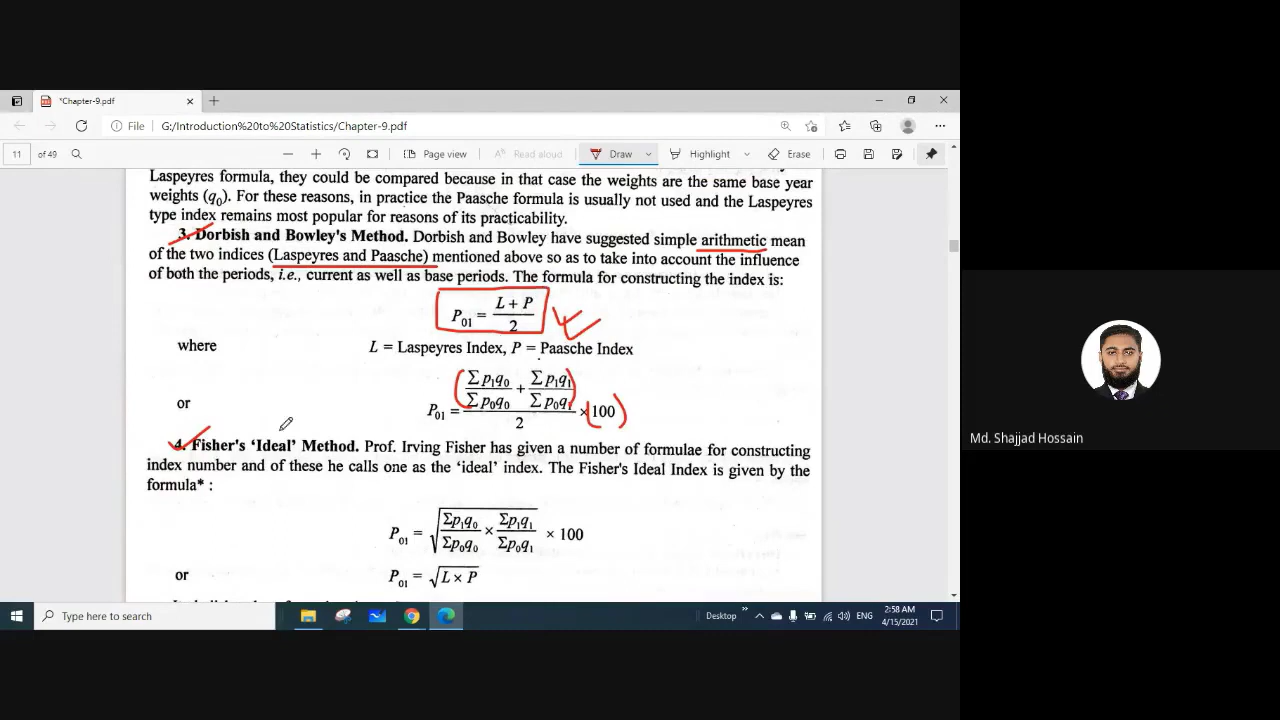 *Chapter-9.pdf
File G:/Introduction%20to%20Statistics/Chapter-9.pdf
11 of 49 Page view Read aloud Draw Highlight Erase
Laspeyres formula, they could be compared because in that case the weights are the same base year
weights (q₀). For these reasons, in practice the Paasche formula is usually not used and the Laspeyres
type index remains most popular for reasons of its practicability.
3. Dorbish and Bowley's Method. Dorbish and Bowley have suggested simple arithmetic mean
of the two indices (Laspeyres and Paasche) mentioned above so as to take into account the influence
of both the periods, i.e., current as well as base periods. The formula for constructing the index is:
P₀₁ = (L + P) / 2
where L = Laspeyres Index, P = Paasche Index
or P₀₁ = (∑p₁q₀ / ∑p₀q₀ + ∑p₁q₁ / ∑p₀q₁) / 2 × 100
4. Fisher's ‘Ideal’ Method. Prof. Irving Fisher has given a number of formulae for constructing
index number and of these he calls one as the ‘ideal’ index. The Fisher's Ideal Index is given by the
formula* :
P₀₁ = √(Σp₁q₀ / Σp₀q₀ × Σp₁q₁ / Σp₀q₁) × 100
or P₀₁ = √(L × P)
Md. Shajjad Hossain
Type here to search
Desktop ENG
2:58 AM
4/15/2021